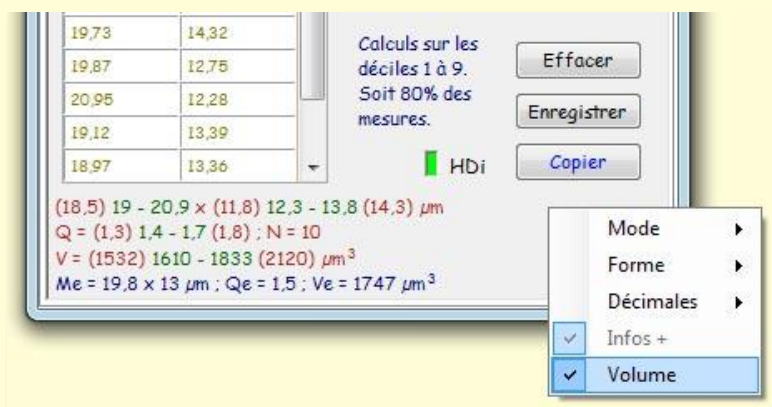 19,73 14,32
19,87 12,75
20,95 12,28
19,12 13,39
18,97 13,36
Calculs sur les
déciles 1 à 9.
Soit 80% des
mesures.
HDi
Effacer
Enregistrer
Copier
(18,5) 19 - 20,9 x (11,8) 12,3 - 13,8 (14,3) µm
Q = (1,3) 1,4 - 1,7 (1,8) ; N = 10
V = (1532) 1610 - 1833 (2120) µm³
Me = 19,8 x 13 µm ; Qe = 1,5 ; Ve = 1747 µm³
Mode
Forme
Décimales
Infos +
Volume